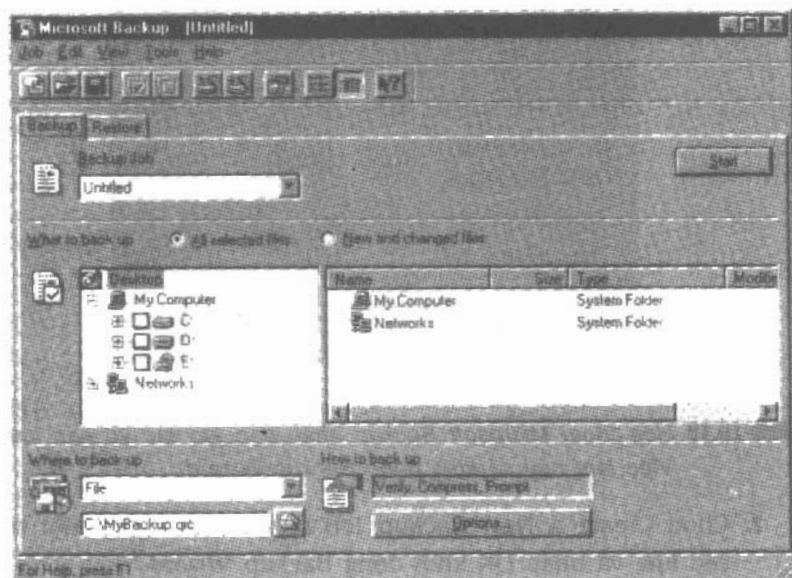 Microsoft Backup - [Untitled]
Job Edit View Tools Help
Backup Restore
Backup Job
Start
Untitled
What to back up All selected files New and changed files
Desktop
Name Size Type Modifie
My Computer
My Computer System Folder
C:
Networks System Folder
D:
E:
Networks
Where to back up
How to back up
File
Verify, Compress, Prompt
C:\MyBackup.qic
Options...
For Help, press F1